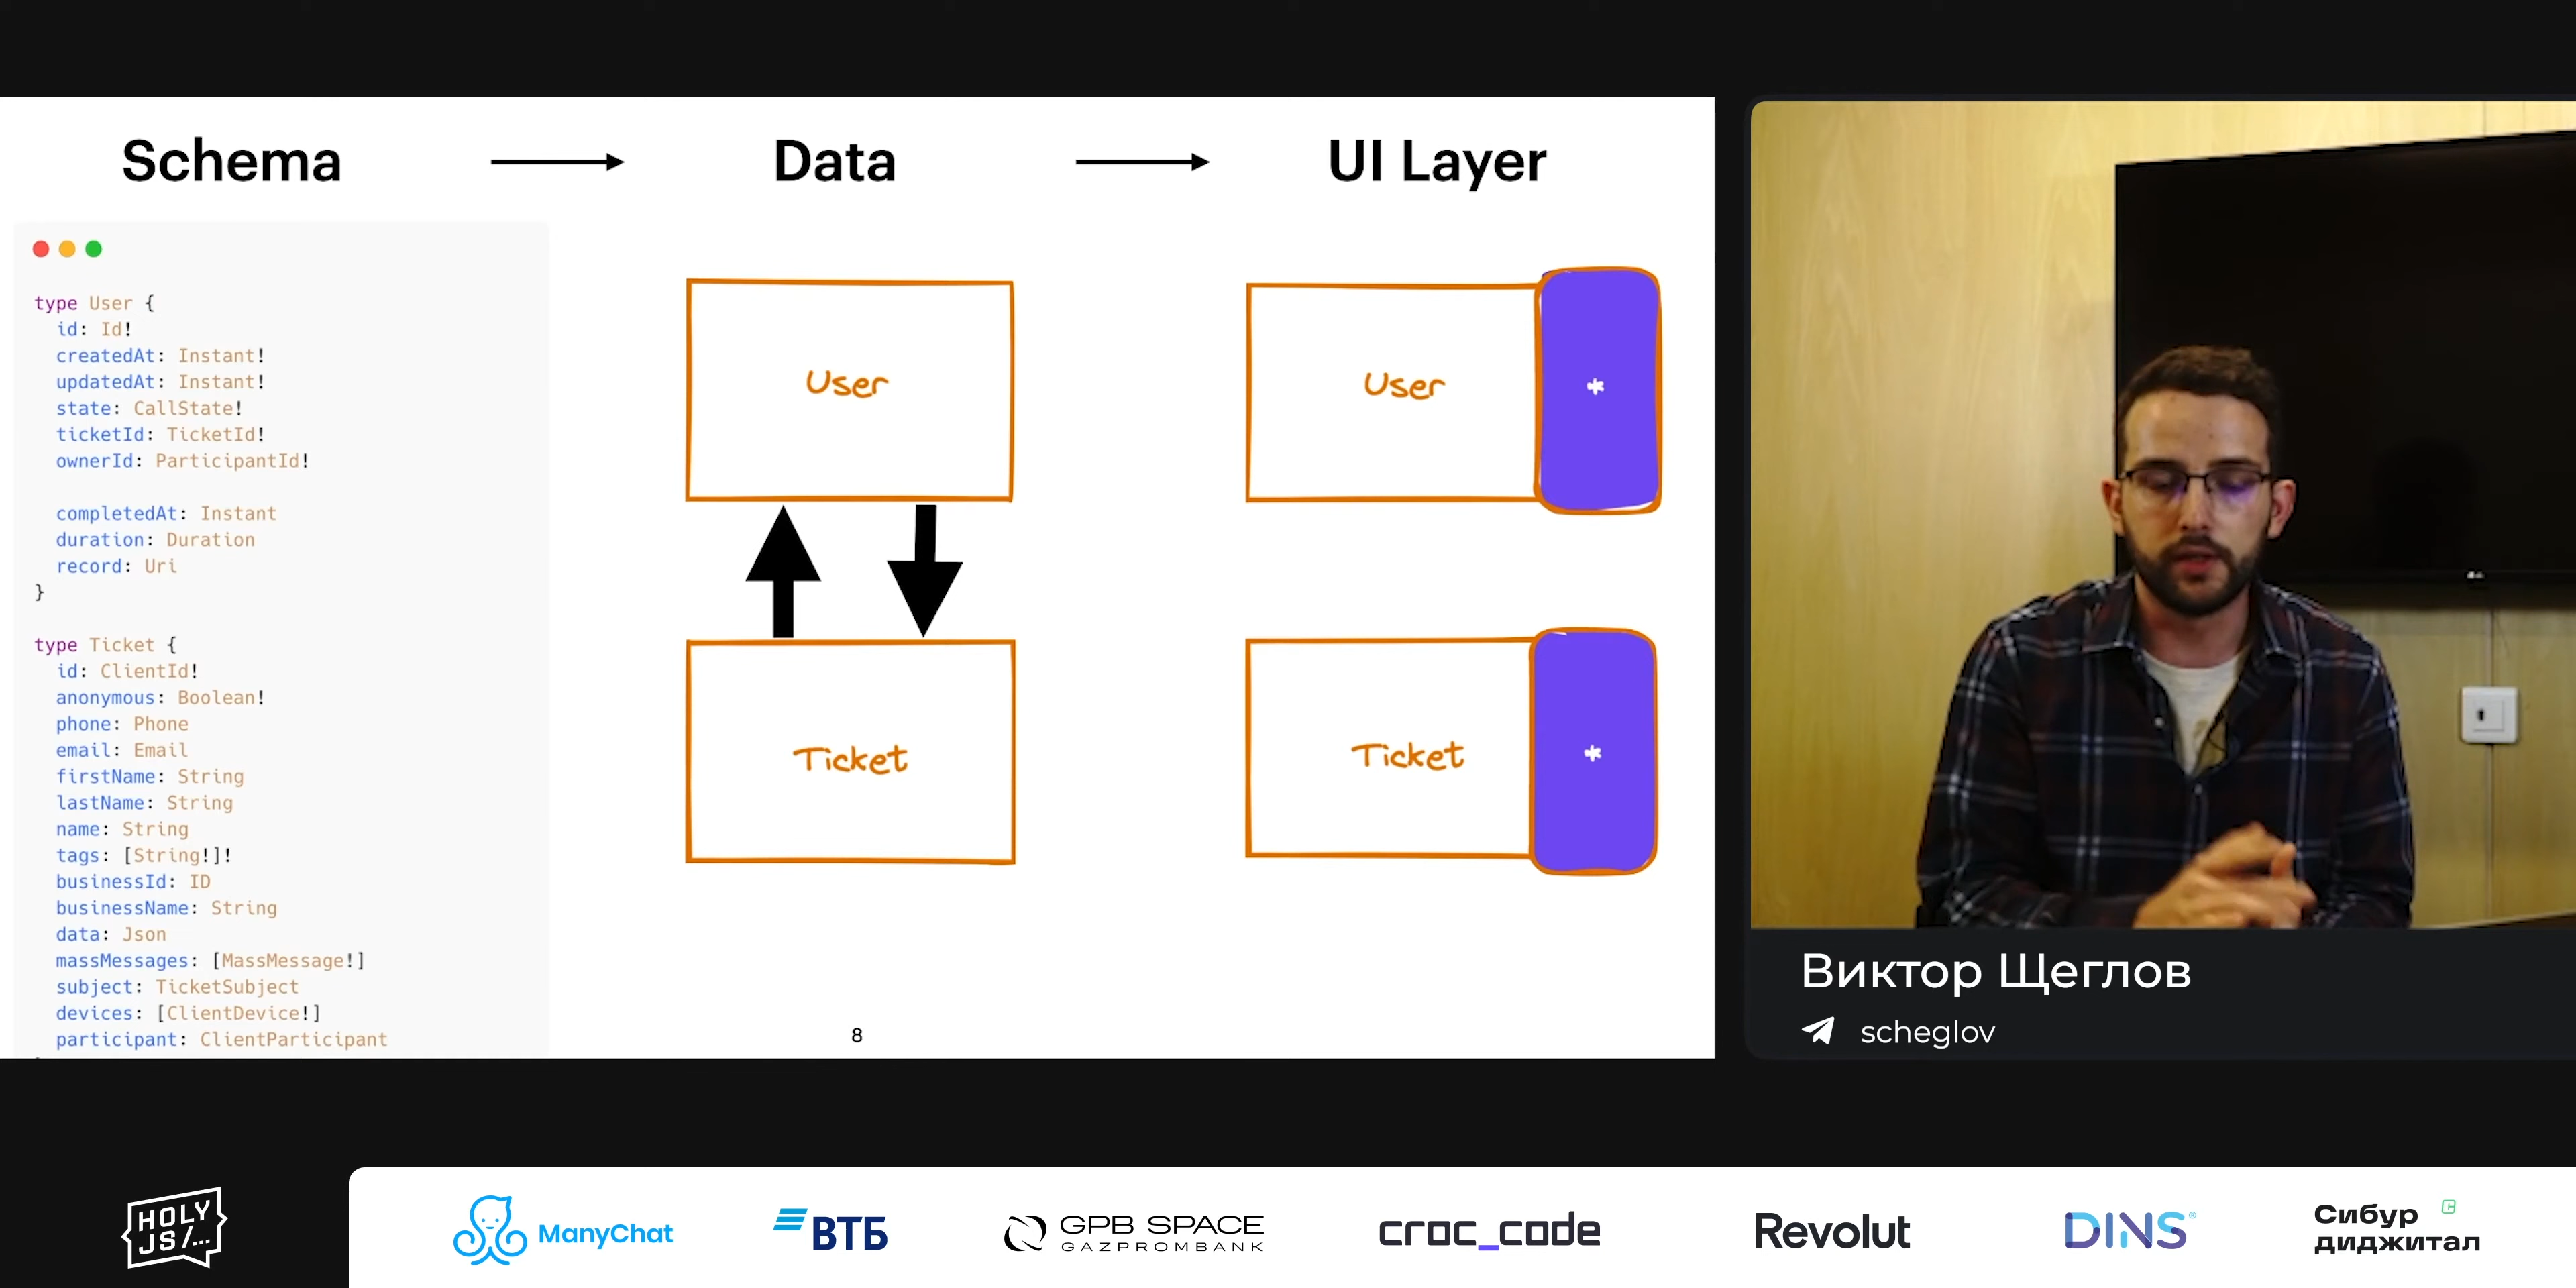 Schema
Data
UI Layer
type User {
id: Id!
createdAt: Instant!
updatedAt: Instant!
state: CallState!
ticketId: TicketId!
ownerId: ParticipantId!
completedAt: Instant
duration: Duration
record: Uri
}
type Ticket {
id: ClientId!
anonymous: Boolean!
phone: Phone
email: Email
firstName: String
lastName: String
name: String
tags: [String!]!
businessId: ID
businessName: String
data: Json
massMessages: [MassMessage!]
subject: TicketSubject
devices: [ClientDevice!]
participant: ClientParticipant
User
Ticket
User
*
Ticket
*
8
Виктор Щеглов
scheglov
HOLY
JS/...
ManyChat
ВТБ
GPB SPACE
GAZPROMBANK
croc_code
Revolut
DINS®
Сибур
диджитал